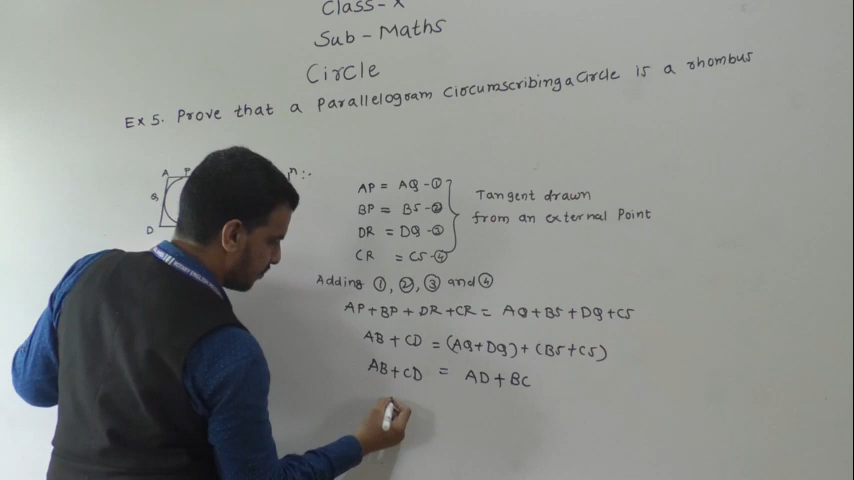 Class-X
Sub - Maths
Circle
Ex 5. Prove that a Parallelogram Circumscribing a Circle is a rhombus
A P
Q
D
n:-
AP = AQ -①
BP = BS -②
DR = DQ -③
CR = CS -④
Tangent drawn
from an external Point
Adding ①, ②, ③ and ④
AP + BP + DR + CR = AQ + BS + DQ + CS
AB + CD = (AQ + DQ) + (BS + CS)
AB + CD = AD + BC